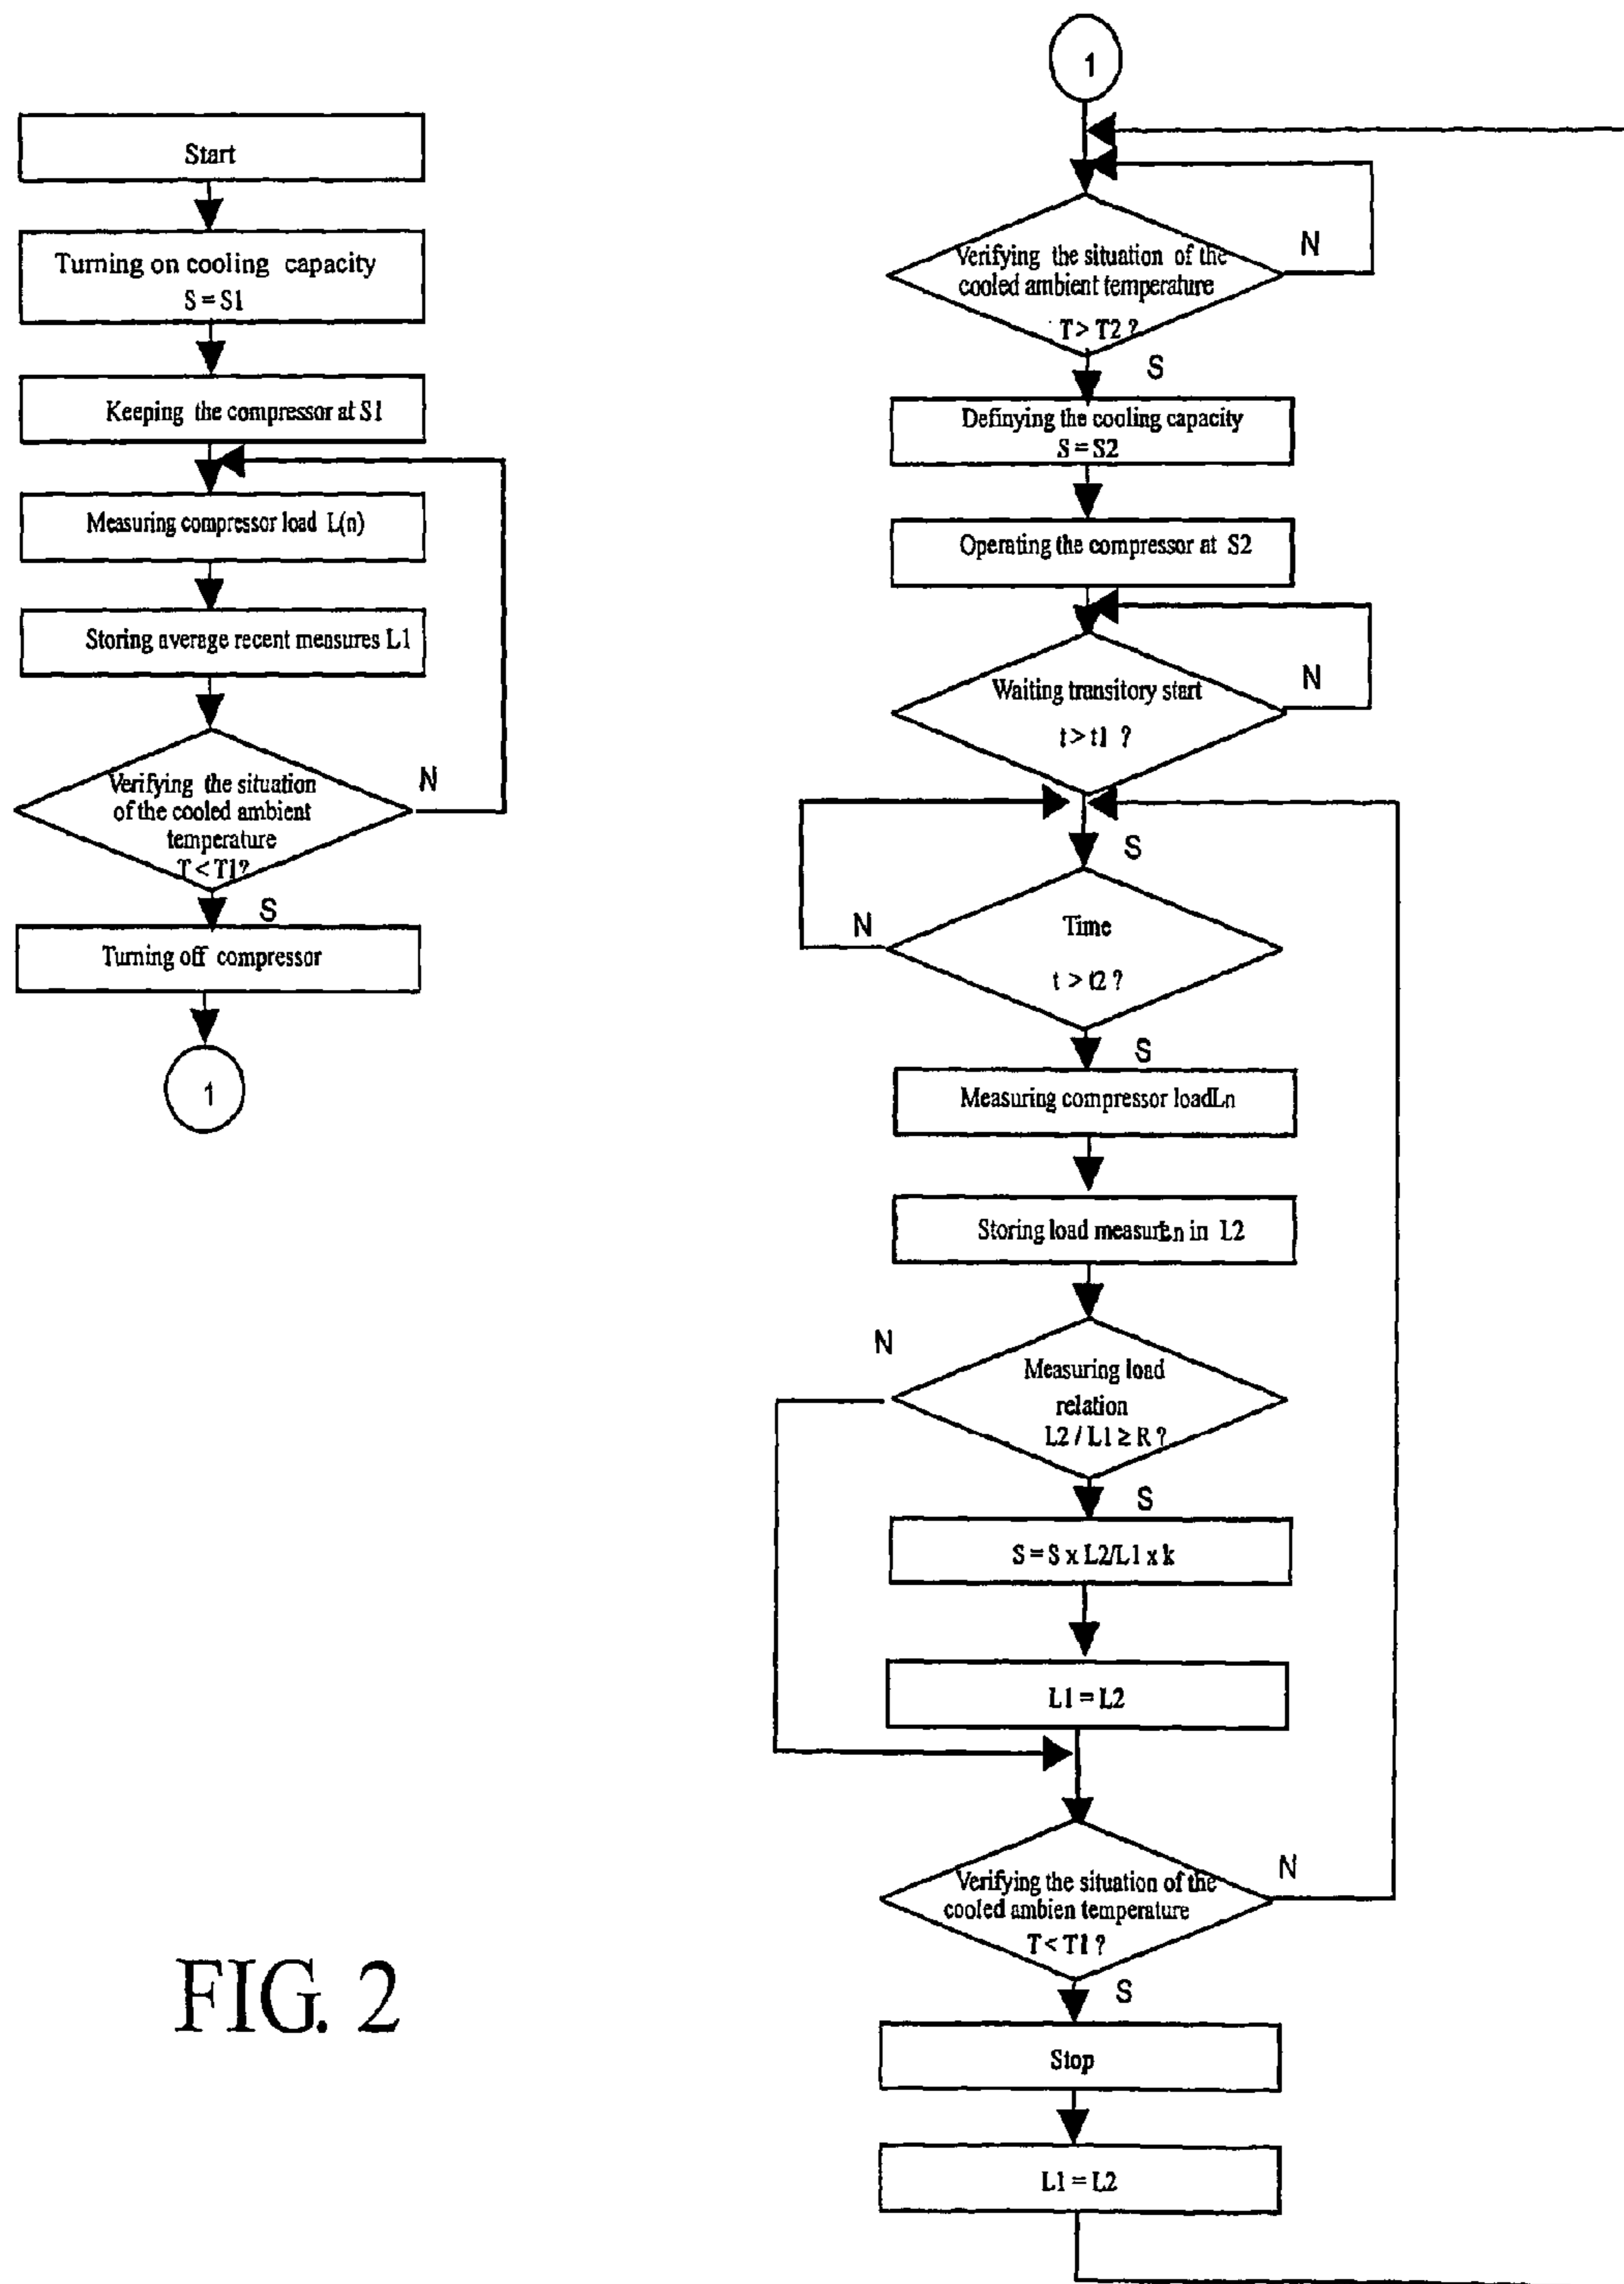 Start
Turning on cooling capacity
S = S1
Keeping the compressor at S1
Measuring compressor load L(n)
Storing average recent measures L1
Verifying the situation
of the cooled ambient
temperature
T < T1?
N
S
Turning off compressor
1
FIG. 2
1
Verifying the situation of the
cooled ambient temperature
T > T2 ?
N
S
Definying the cooling capacity
S = S2
Operating the compressor at S2
Waiting transitory start
t > t1 ?
N
S
Time
t > t2 ?
N
S
Measuring compressor loadLn
Storing load measurLn in L2
Measuring load
relation
L2 / L1 ≥ R ?
N
S
S = S x L2/L1 x k
L1 = L2
Verifying the situation of the
cooled ambien temperature
T < T1 ?
N
S
Stop
L1 = L2